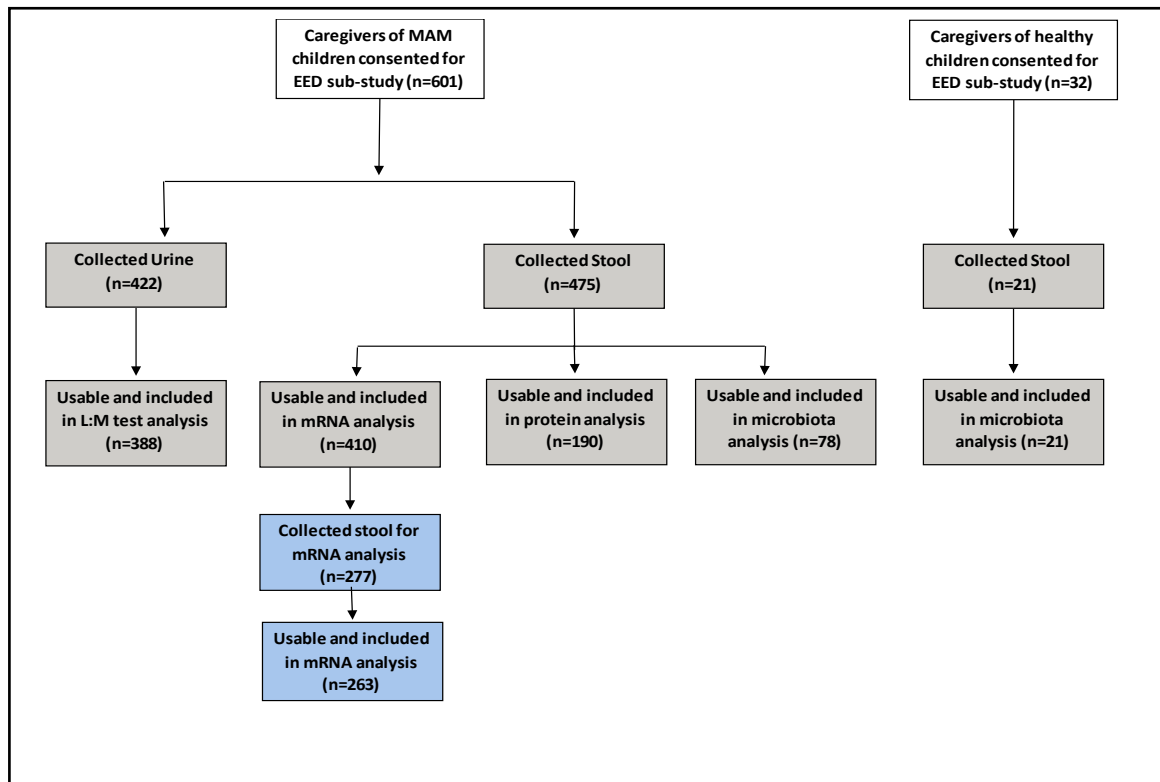 Caregivers of MAM
children consented for
EED sub-study (n=601)
Caregivers of healthy
children consented for
EED sub-study (n=32)
Collected Urine
(n=422)
Collected Stool
(n=475)
Collected Stool
(n=21)
Usable and included
in L:M test analysis
(n=388)
Usable and included
in mRNA analysis
(n=410)
Usable and included
in protein analysis
(n=190)
Usable and included
in microbiota
analysis (n=78)
Usable and included
in microbiota
analysis (n=21)
Collected stool for
mRNA analysis
(n=277)
Usable and included
in mRNA analysis
(n=263)